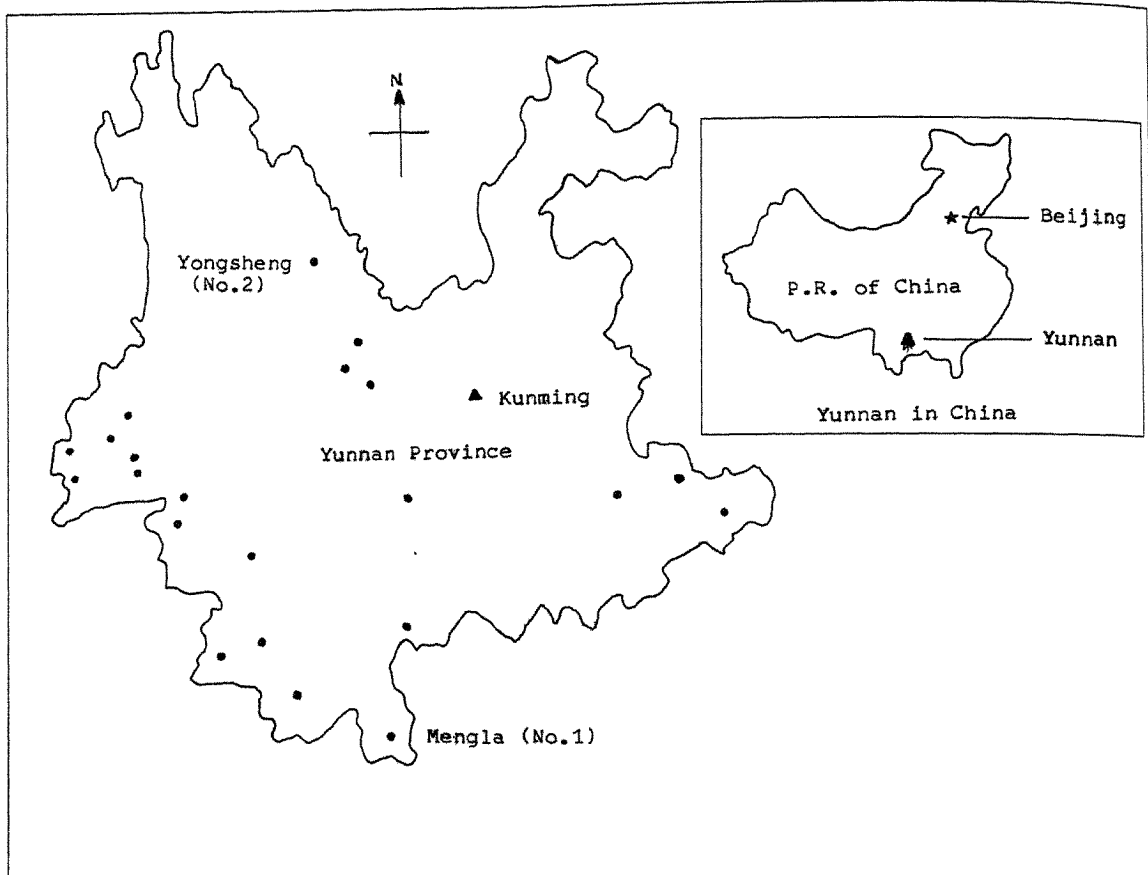 N
Yongsheng
(No.2)
Kunming
Yunnan Province
Mengla (No.1)
Beijing
P.R. of China
Yunnan
Yunnan in China